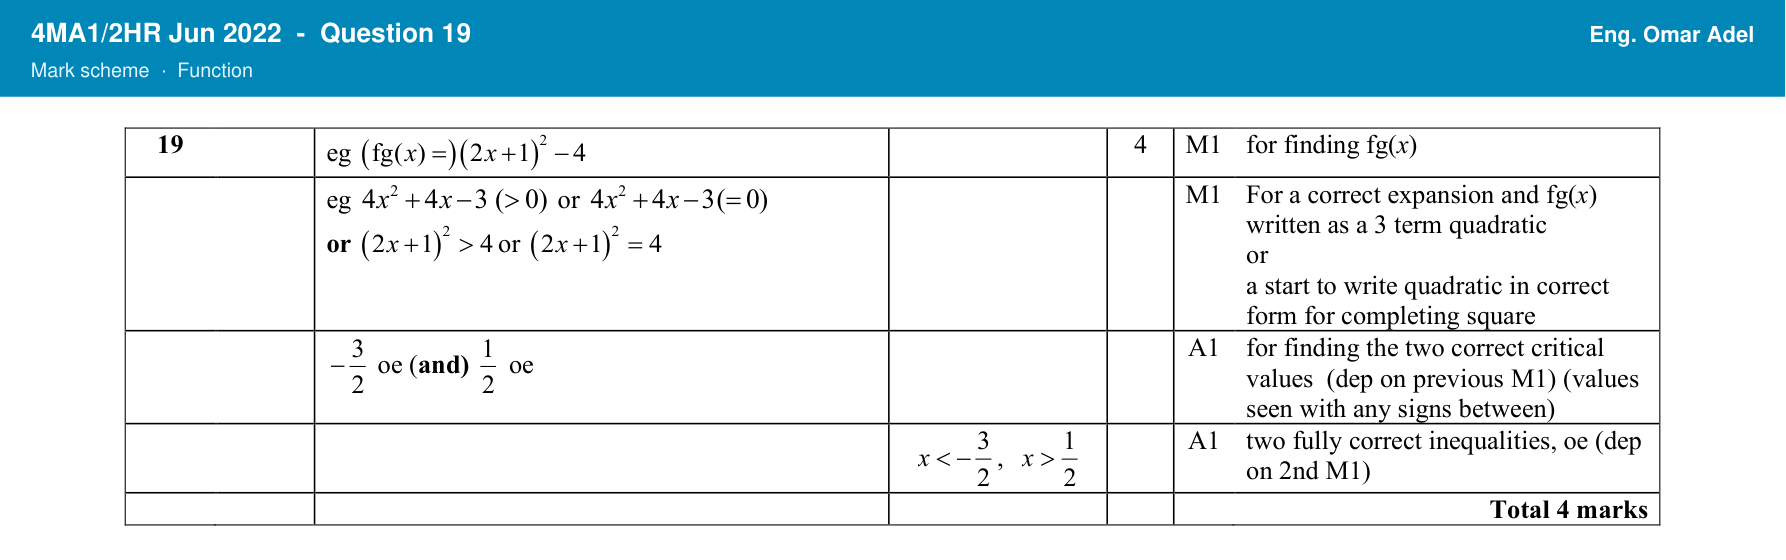 4MA1/2HR Jun 2022 - Question 19
Eng. Omar Adel
Mark scheme · Function
19 eg (fg(x) =)(2x+1)² − 4 4 M1 for finding fg(x)
eg 4x² + 4x − 3 (> 0) or 4x² + 4x − 3(= 0) M1 For a correct expansion and fg(x)
written as a 3 term quadratic
or (2x+1)² > 4 or (2x+1)² = 4
or
a start to write quadratic in correct
form for completing square
−3/2 oe (and) 1/2 oe A1 for finding the two correct critical
values (dep on previous M1) (values
seen with any signs between)
x < −3/2, x > 1/2 A1 two fully correct inequalities, oe (dep
on 2nd M1)
Total 4 marks